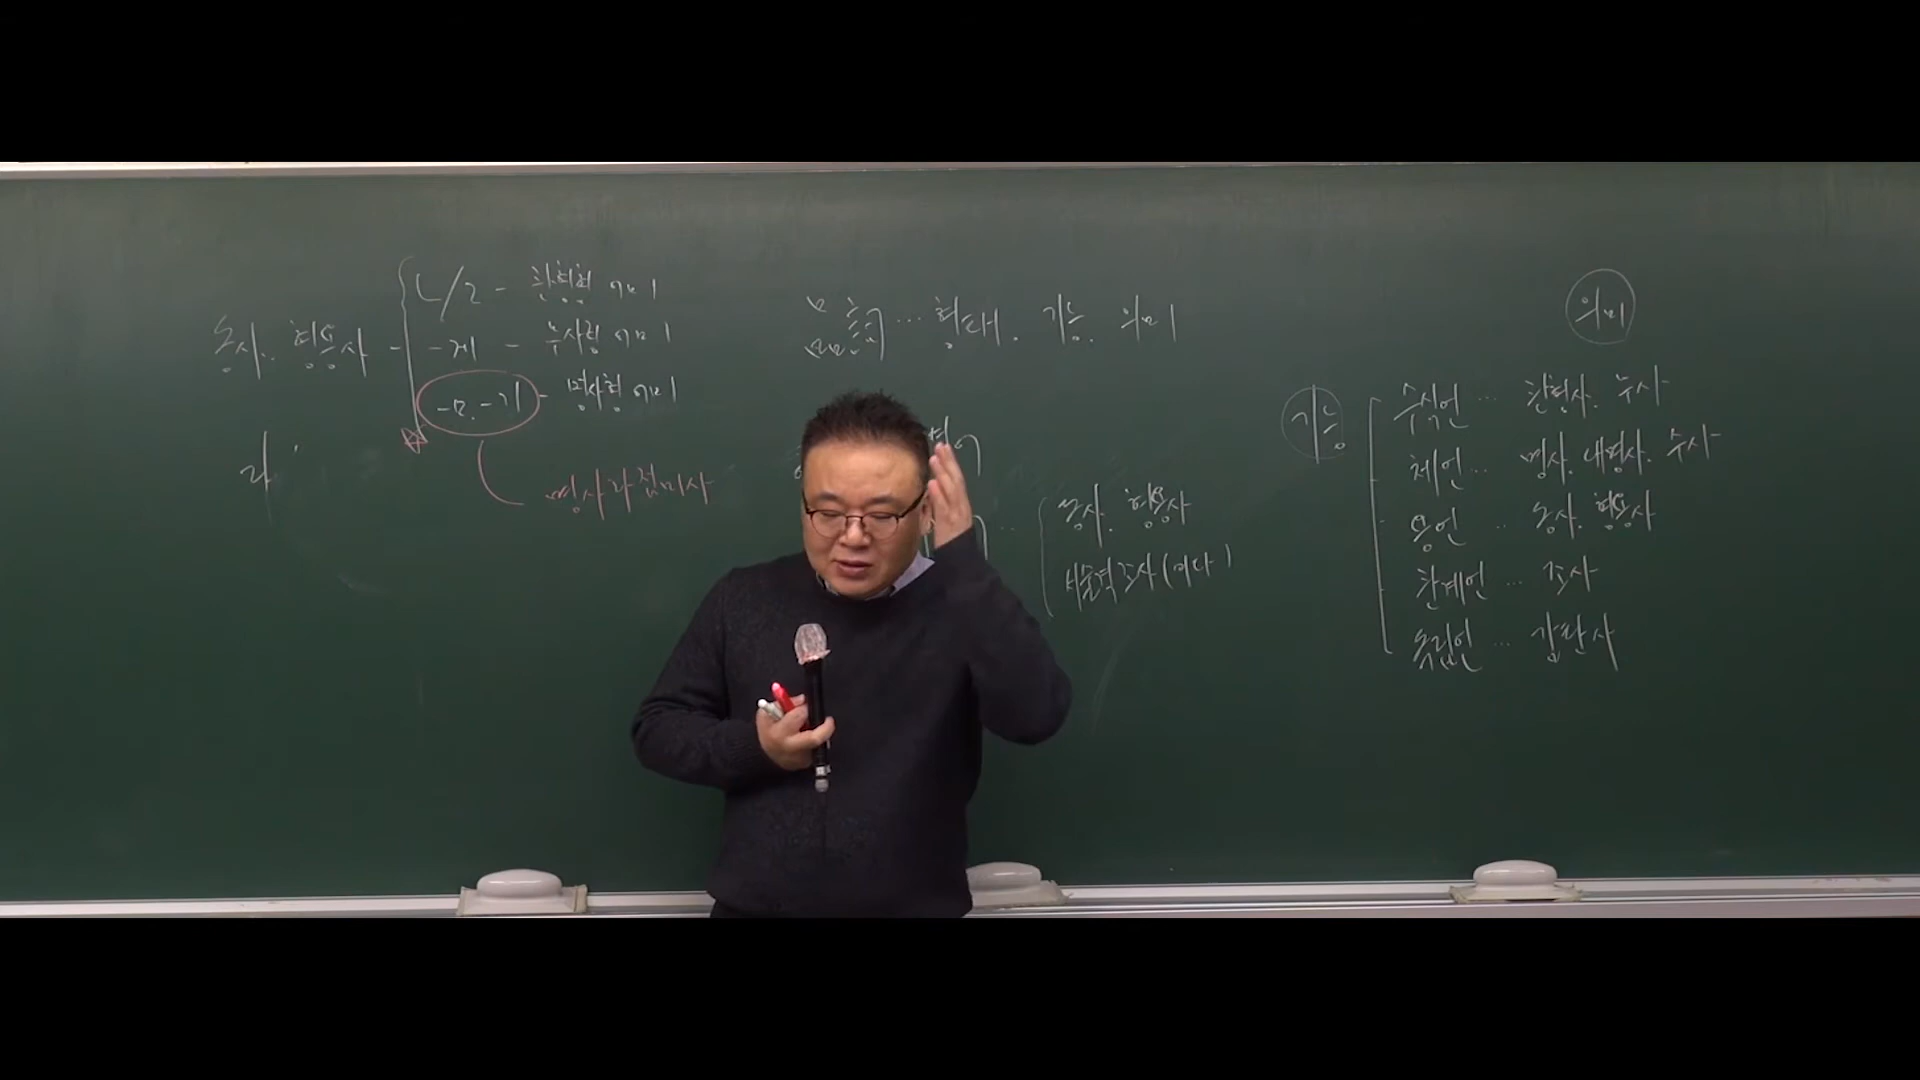 동사. 형용사 -
ㄴ/ㄹ - 관형형 어미
-게 - 부사형 어미
-ㅁ. -기 - 명사형 어미
명사화 접미사
품사 분류 ... 형태. 기능. 의미
동사. 형용사
서술격조사(이다)
의미
기능
수식언 ... 관형사. 부사
체언 ... 명사. 대명사. 수사
용언 .. 동사. 형용사
관계언 ... 조사
독립언 ... 감탄사